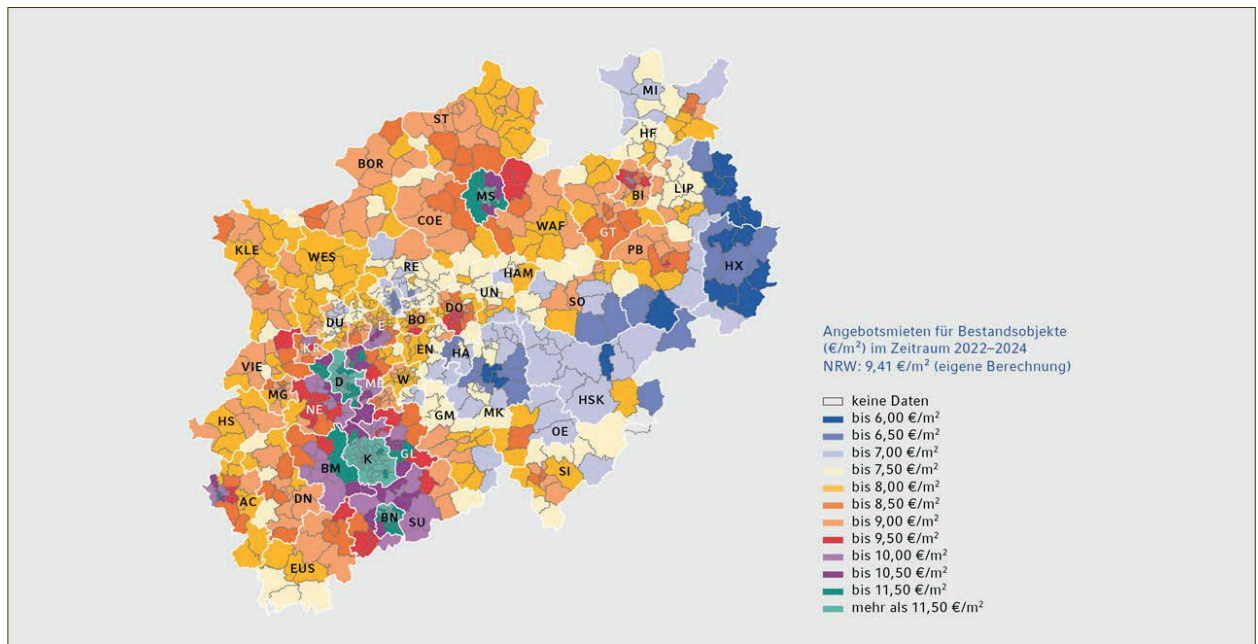 MI
ST
HF
BOR
LIP
MS
BI
COE
WAF
GT
KLE
PB
WES
HX
RE
HAM
UN
SO
DU
E
BO
DO
KR
EN
HA
VIE
D
ME
W
MG
HSK
NE
GM
MK
HS
OE
K
GL
BM
SI
AC
DN
BN
SU
EUS
Angebotsmieten für Bestandsobjekte
(€/m²) im Zeitraum 2022–2024
NRW: 9,41 €/m² (eigene Berechnung)
keine Daten
bis 6,00 €/m²
bis 6,50 €/m²
bis 7,00 €/m²
bis 7,50 €/m²
bis 8,00 €/m²
bis 8,50 €/m²
bis 9,00 €/m²
bis 9,50 €/m²
bis 10,00 €/m²
bis 10,50 €/m²
bis 11,50 €/m²
mehr als 11,50 €/m²